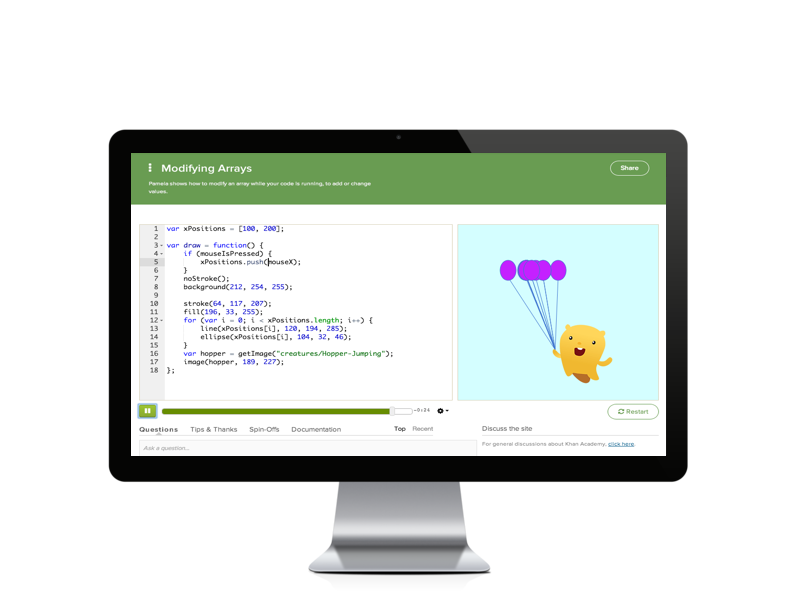 Modifying Arrays
Share
Pamela shows how to modify an array while your code is running, to add or change
values.
1 var xPositions = [100, 200];
2
3 var draw = function() {
4 if (mouseIsPressed) {
5 xPositions.push(mouseX);
6 }
7 noStroke();
8 background(212, 254, 255);
9
10 stroke(64, 117, 207);
11 fill(196, 33, 255);
12 for (var i = 0; i < xPositions.length; i++) {
13 line(xPositions[i], 120, 194, 285);
14 ellipse(xPositions[i], 104, 32, 46);
15 }
16 var hopper = getImage("creatures/Hopper-Jumping");
17 image(hopper, 189, 227);
18 };
-0:26
Restart
Questions Tips & Thanks Spin-Offs Documentation Top Recent
Discuss the site
Ask a question...
For general discussions about Khan Academy, click here.